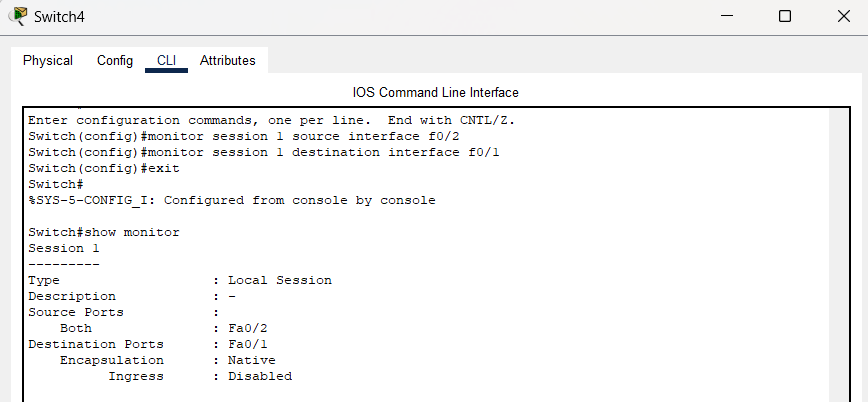 Switch4
Physical Config CLI Attributes
IOS Command Line Interface
Enter configuration commands, one per line.  End with CNTL/Z.
Switch(config)#monitor session 1 source interface f0/2
Switch(config)#monitor session 1 destination interface f0/1
Switch(config)#exit
Switch#
%SYS-5-CONFIG_I: Configured from console by console
Switch#show monitor
Session 1
---------
Type                   : Local Session
Description            : -
Source Ports           :
    Both               : Fa0/2
Destination Ports      : Fa0/1
    Encapsulation      : Native
          Ingress      : Disabled